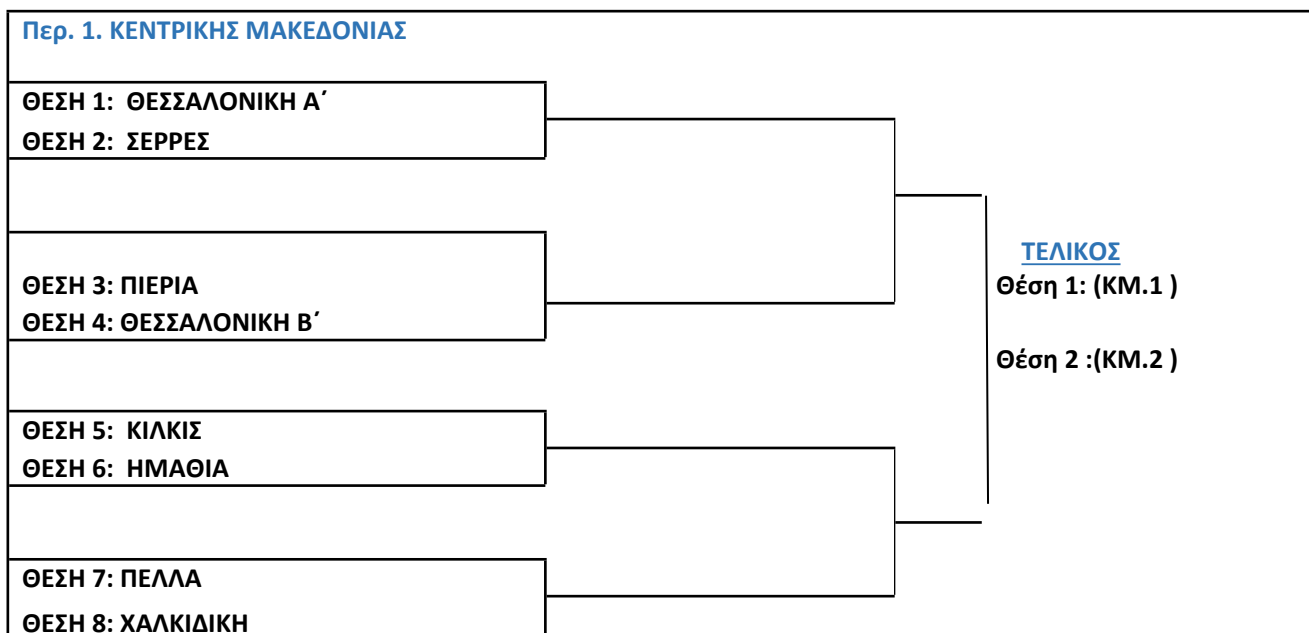 Περ. 1. ΚΕΝΤΡΙΚΗΣ ΜΑΚΕΔΟΝΙΑΣ
ΘΕΣΗ 1: ΘΕΣΣΑΛΟΝΙΚΗ Α΄
ΘΕΣΗ 2: ΣΕΡΡΕΣ
ΘΕΣΗ 3: ΠΙΕΡΙΑ
ΘΕΣΗ 4: ΘΕΣΣΑΛΟΝΙΚΗ Β΄
ΘΕΣΗ 5: ΚΙΛΚΙΣ
ΘΕΣΗ 6: ΗΜΑΘΙΑ
ΘΕΣΗ 7: ΠΕΛΛΑ
ΘΕΣΗ 8: ΧΑΛΚΙΔΙΚΗ
ΤΕΛΙΚΟΣ
Θέση 1: (ΚΜ.1 )
Θέση 2 :(ΚΜ.2 )